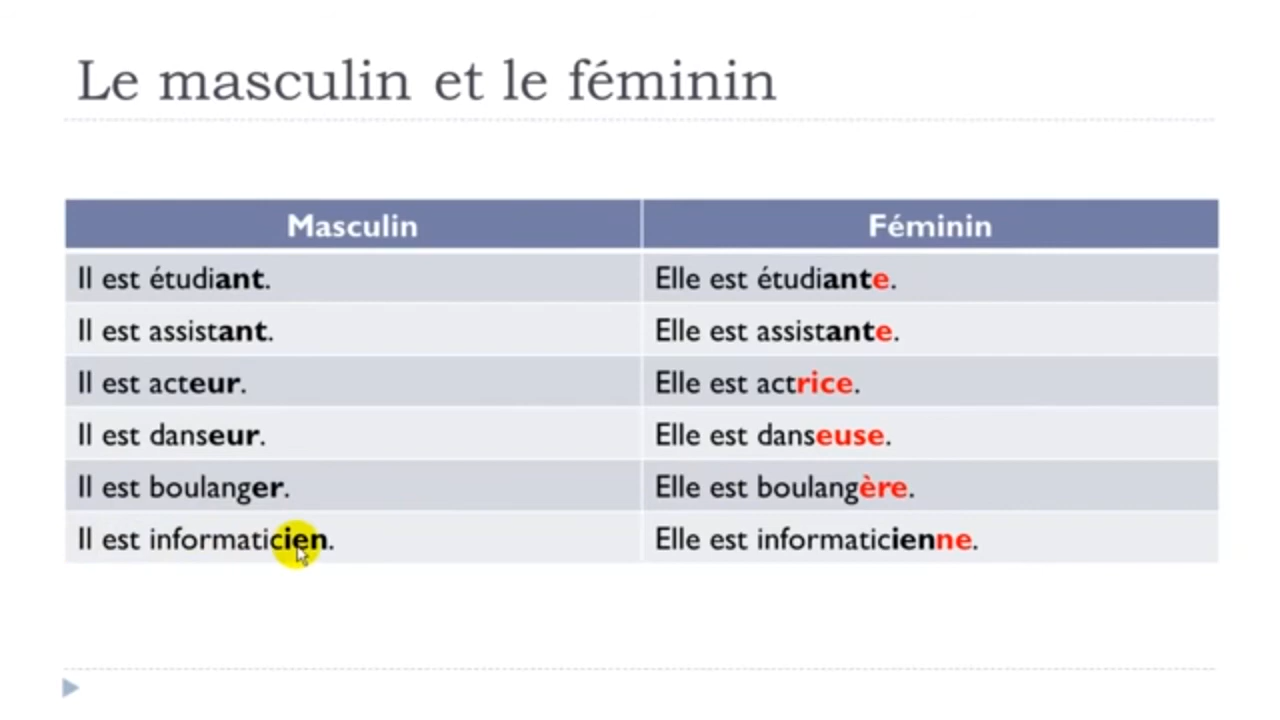 Le masculin et le féminin
Masculin Féminin
Il est étudiant. Elle est étudiante.
Il est assistant. Elle est assistante.
Il est acteur. Elle est actrice.
Il est danseur. Elle est danseuse.
Il est boulanger. Elle est boulangère.
Il est informaticien. Elle est informaticienne.